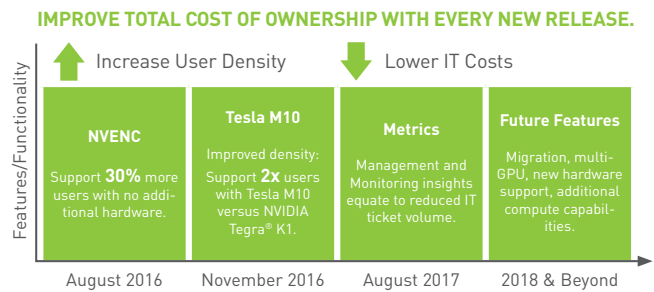 IMPROVE TOTAL COST OF OWNERSHIP WITH EVERY NEW RELEASE.
Increase User Density
Lower IT Costs
Features/Functionality
NVENC
Support 30% more
users with no addi-
tional hardware.
Tesla M10
Improved density:
Support 2x users
with Tesla M10
versus NVIDIA
Tegra® K1.
Metrics
Management and
Monitoring insights
equate to reduced IT
ticket volume.
Future Features
Migration, multi-
GPU, new hardware
support, additional
compute capabil-
ities.
August 2016
November 2016
August 2017
2018 & Beyond